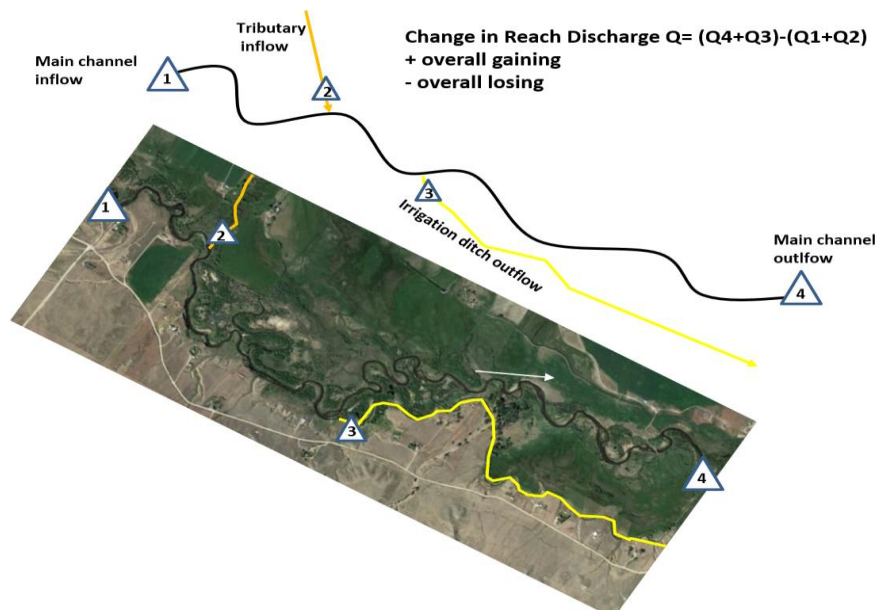 Tributary
inflow
Main channel
inflow
Change in Reach Discharge Q= (Q4+Q3)-(Q1+Q2)
+ overall gaining
- overall losing
1
2
3
Irrigation ditch outflow
Main channel
outlfow
4
1
2
3
4